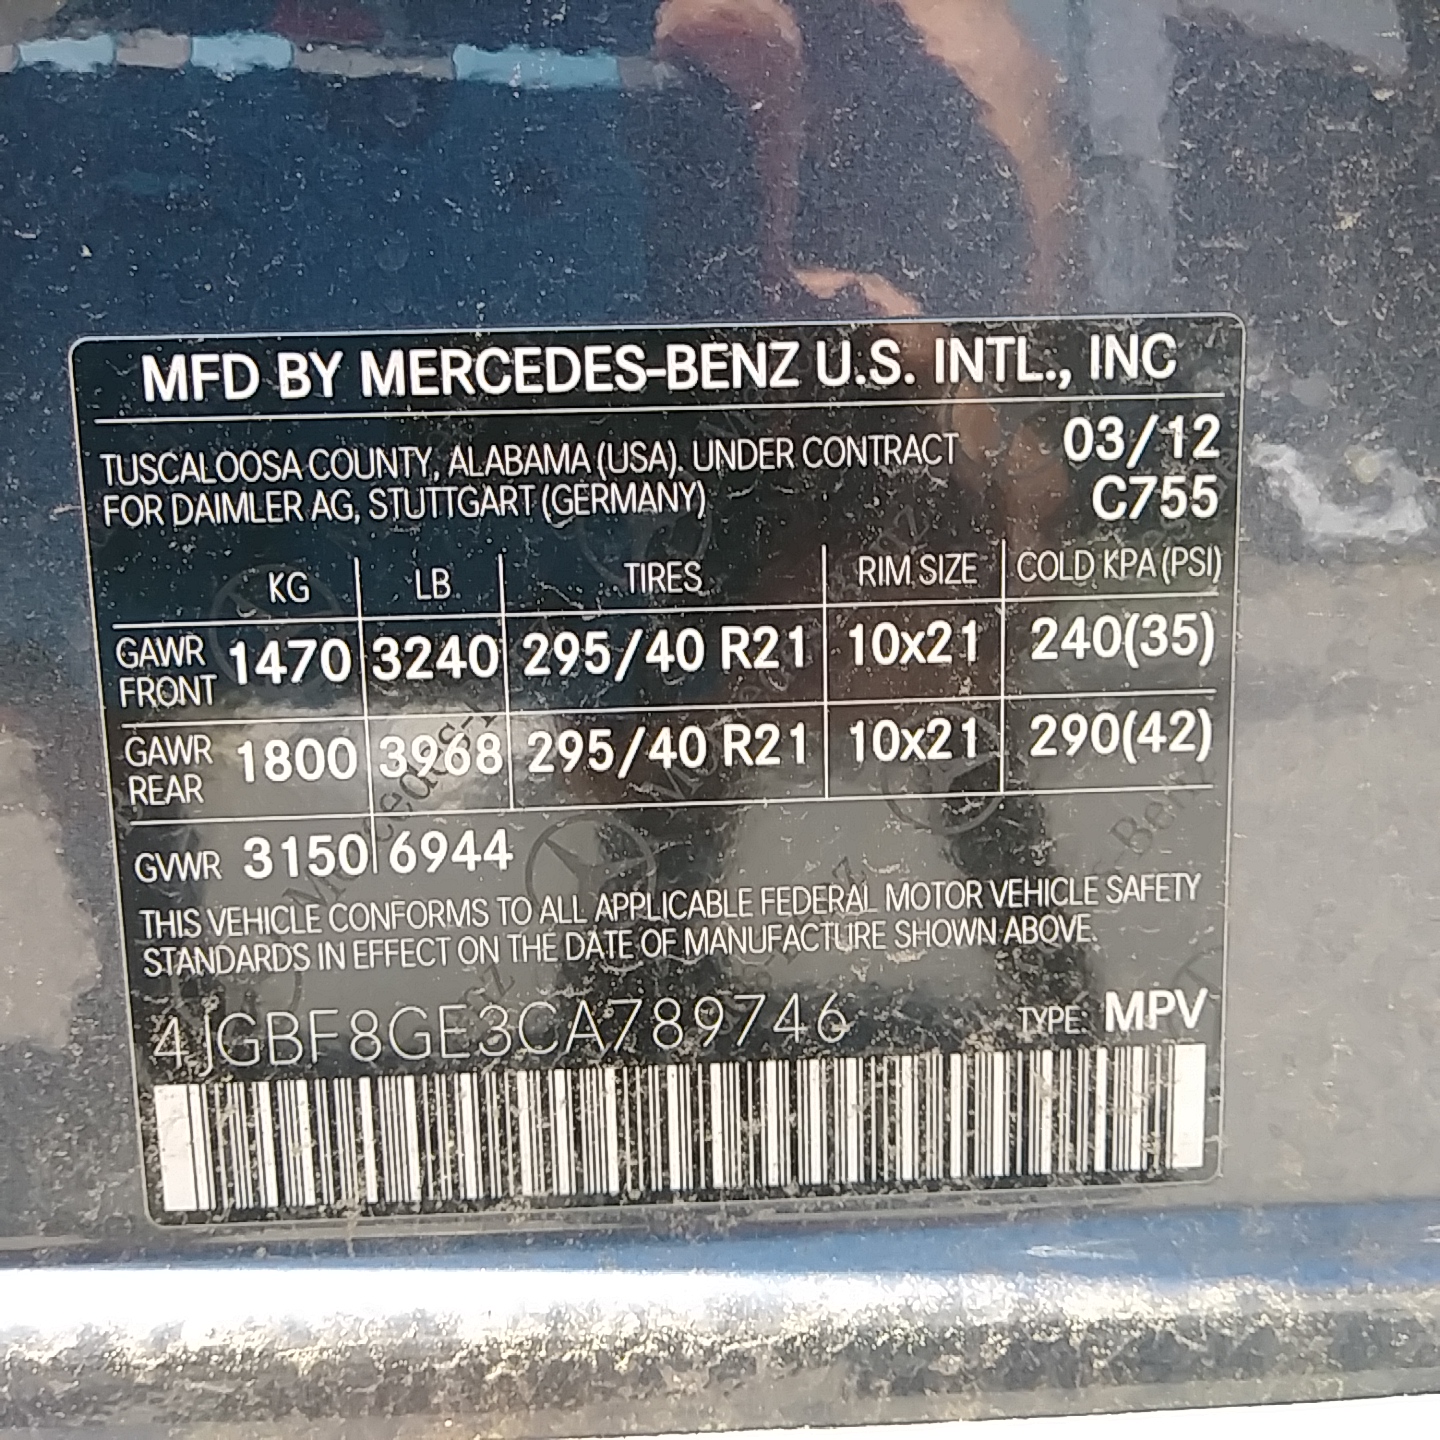 MFD BY MERCEDES-BENZ U.S. INTL., INC
TUSCALOOSA COUNTY, ALABAMA (USA). UNDER CONTRACT
FOR DAIMLER AG, STUTTGART (GERMANY)
03/12
C755
KG LB TIRES RIM SIZE COLD KPA (PSI)
GAWR FRONT 1470 3240 295/40 R21 10x21 240(35)
GAWR REAR 1800 3968 295/40 R21 10x21 290(42)
GVWR 3150 6944
THIS VEHICLE CONFORMS TO ALL APPLICABLE FEDERAL MOTOR VEHICLE SAFETY
STANDARDS IN EFFECT ON THE DATE OF MANUFACTURE SHOWN ABOVE.
4JGBF8GE3CA789746 TYPE: MPV